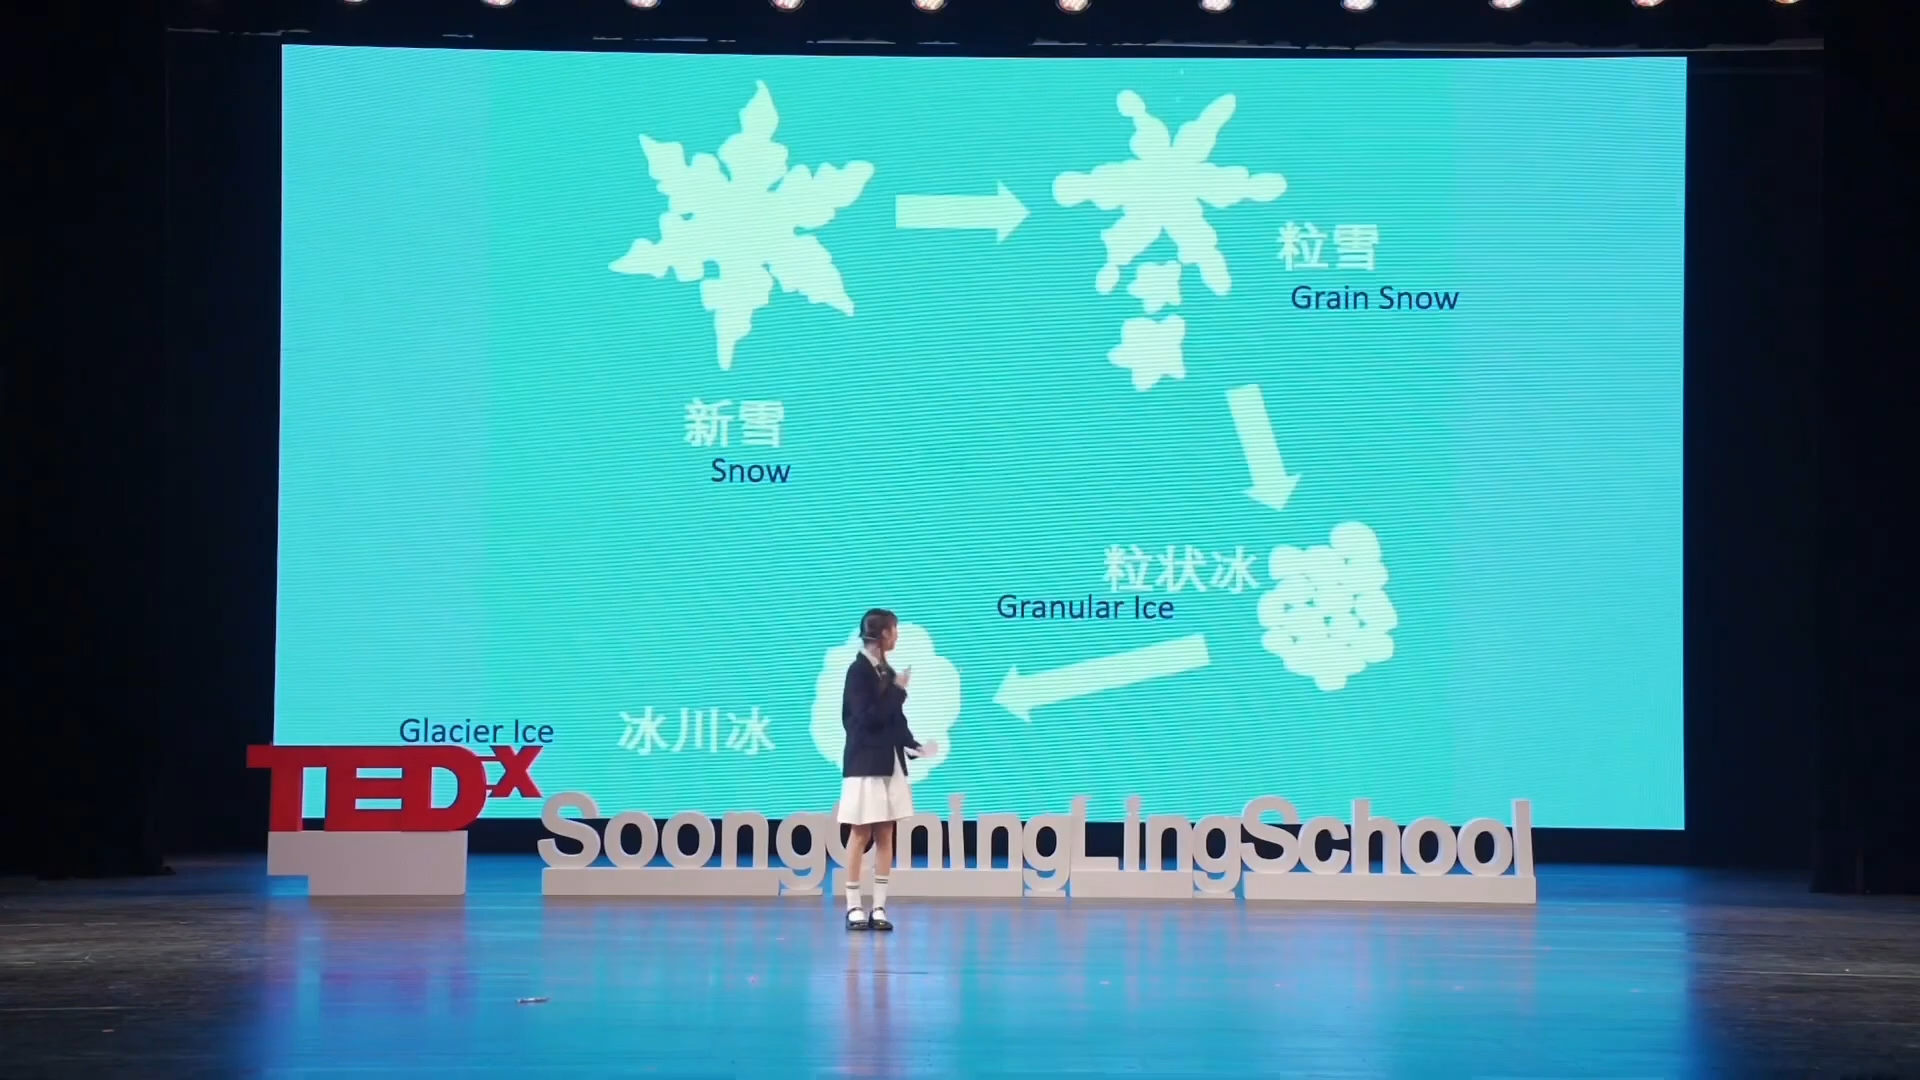 粒雪
Grain Snow
新雪
Snow
粒状冰
Granular Ice
冰川冰
Glacier Ice
TEDx
SoongChingLingSchool